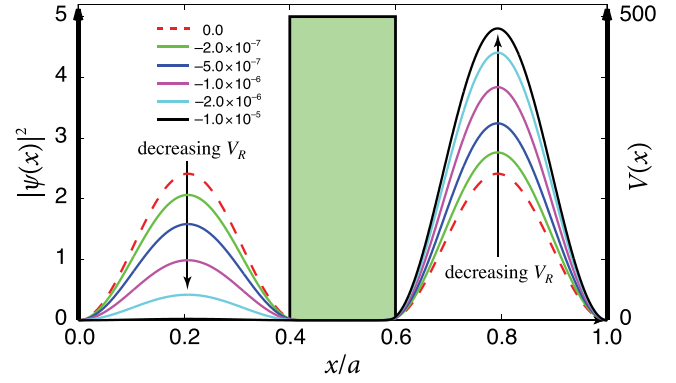 5 500
0.0
−2.0×10⁻⁷
−5.0×10⁻⁷
4
−1.0×10⁻⁶
−2.0×10⁻⁶
−1.0×10⁻⁵
|ψ(x)|²
V(x)
3
decreasing V_R
2
1
decreasing V_R
0 0
0.0 0.2 0.4 0.6 0.8 1.0
x/a